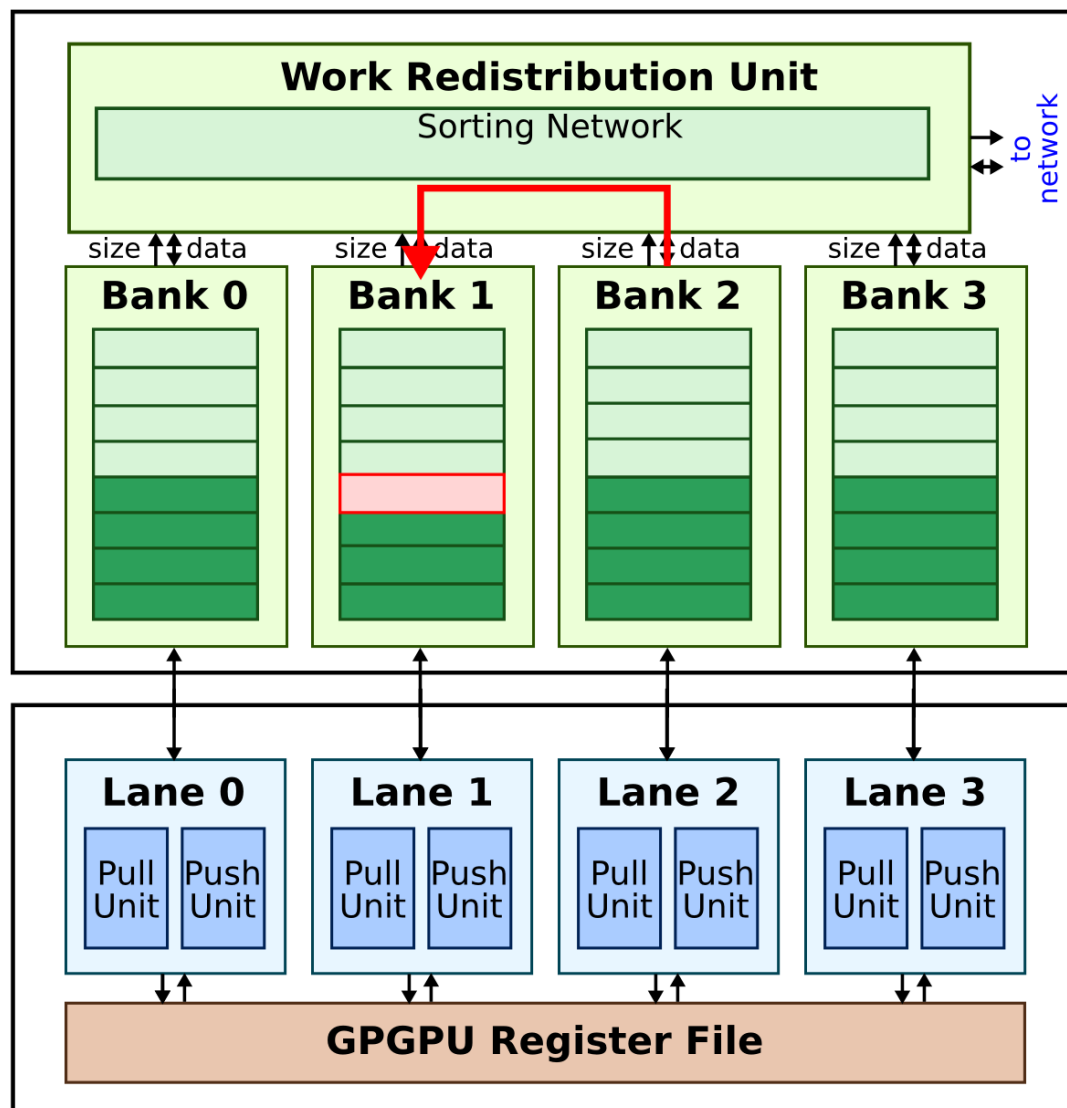 Work Redistribution Unit
Sorting Network
to
network
size data
size data
size data
size data
Bank 0
Bank 1
Bank 2
Bank 3
Lane 0
Lane 1
Lane 2
Lane 3
Pull
Unit
Push
Unit
Pull
Unit
Push
Unit
Pull
Unit
Push
Unit
Pull
Unit
Push
Unit
GPGPU Register File